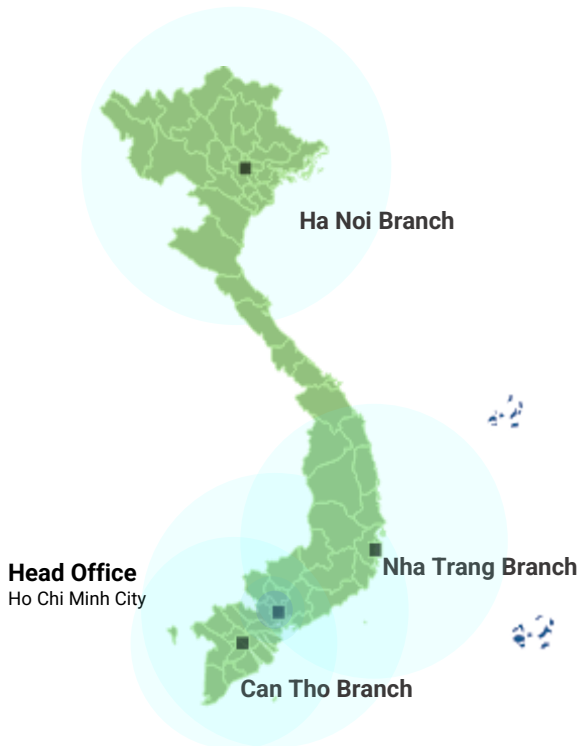 Ha Noi Branch
Head Office
Ho Chi Minh City
Nha Trang Branch
Can Tho Branch